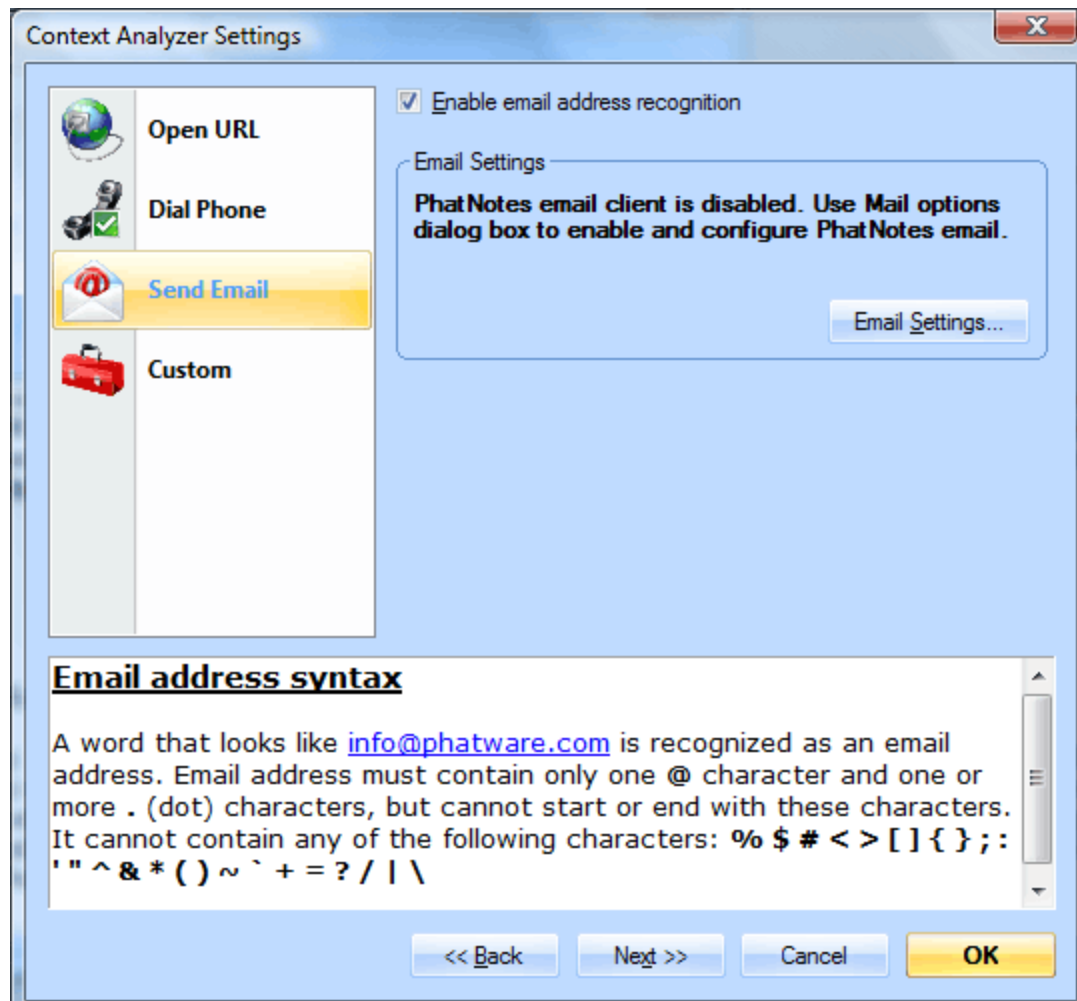 Context Analyzer Settings
Open URL
Dial Phone
Send Email
Custom
Enable email address recognition
Email Settings
PhatNotes email client is disabled. Use Mail options
dialog box to enable and configure PhatNotes email.
Email Settings...
Email address syntax
A word that looks like info@phatware.com is recognized as an email
address. Email address must contain only one @ character and one or
more . (dot) characters, but cannot start or end with these characters.
It cannot contain any of the following characters: % $ # < > [ ] { } ; :
' " ^ & * ( ) ~ ` + = ? / | \
<< Back
Next >>
Cancel
OK